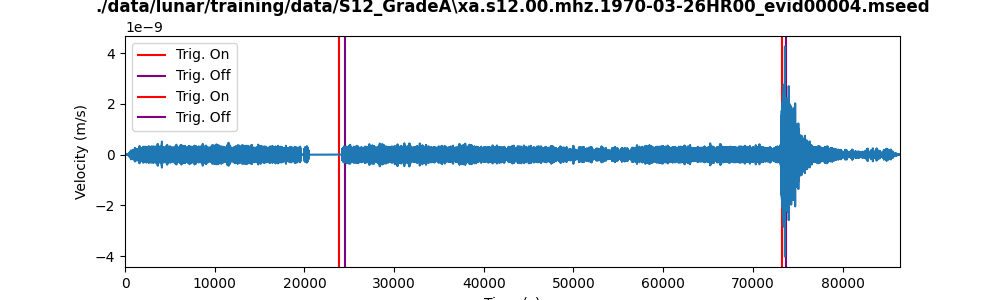 ./data/lunar/training/data/S12_GradeA\xa.s12.00.mhz.1970-03-26HR00_evid00004.mseed
1e−9
Trig. On
Trig. Off
Trig. On
Trig. Off
4
2
0
−2
−4
Velocity (m/s)
0 10000 20000 30000 40000 50000 60000 70000 80000